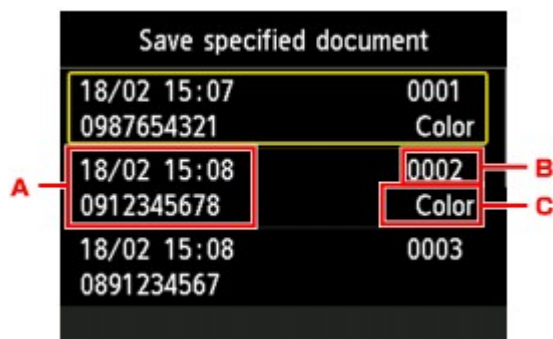 Save specified document
18/02 15:07 0001
0987654321 Color
18/02 15:08 0002
0912345678 Color
18/02 15:08 0003
0891234567
A
B
C